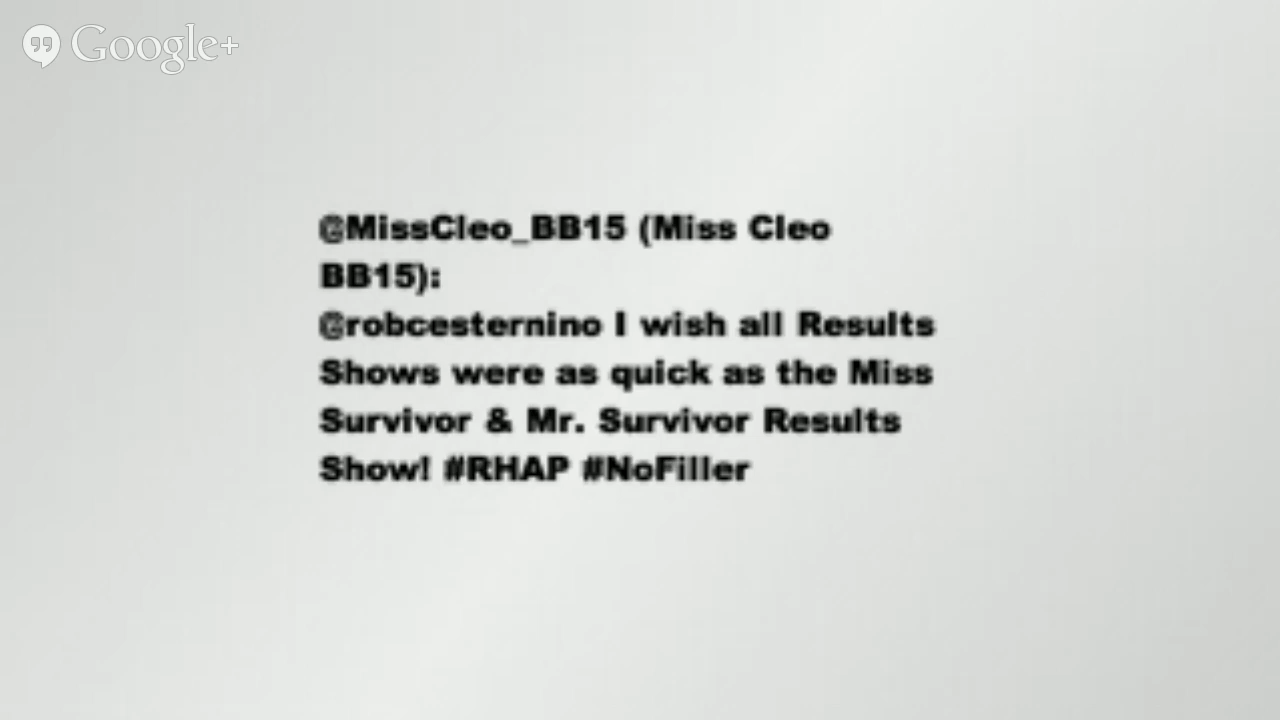 Google+
@MissCleo_BB15 (Miss Cleo
BB15):
@robcesternino I wish all Results
Shows were as quick as the Miss
Survivor & Mr. Survivor Results
Show! #RHAP #NoFiller